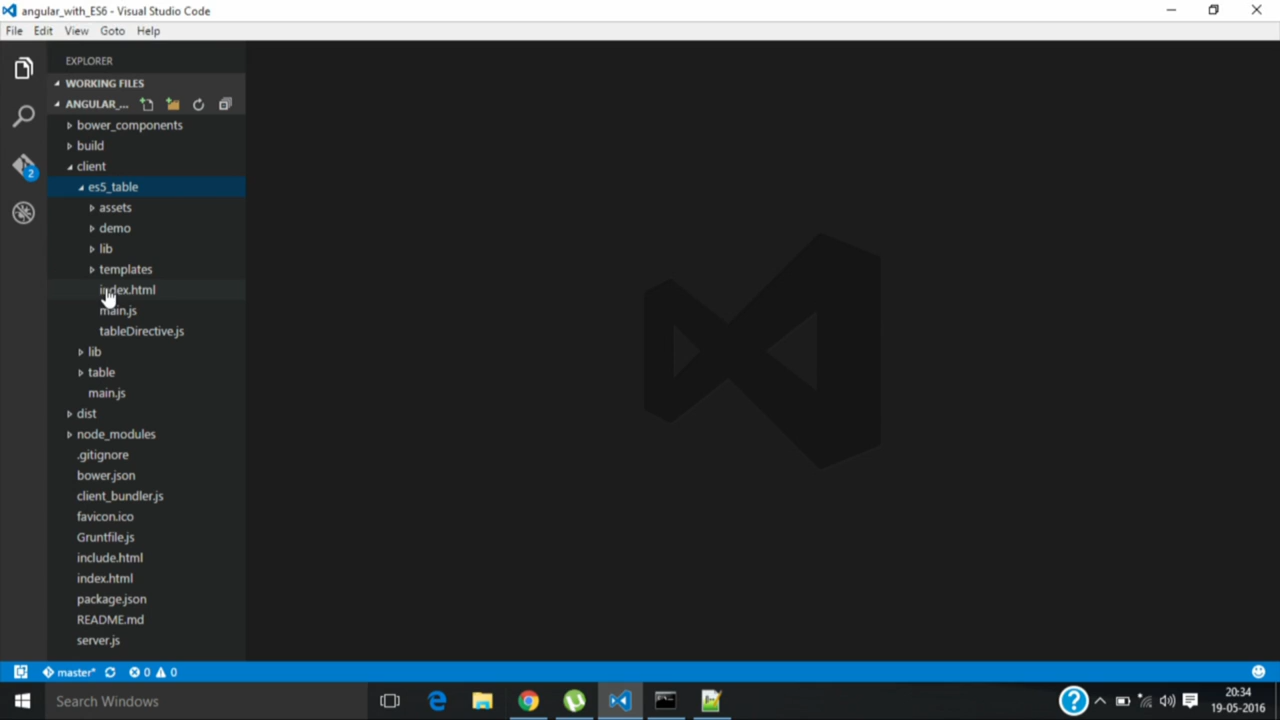 angular_with_ES6 - Visual Studio Code
File Edit View Goto Help
EXPLORER
WORKING FILES
ANGULAR_...
bower_components
build
client
es5_table
assets
demo
lib
templates
index.html
main.js
tableDirective.js
lib
table
main.js
dist
node_modules
.gitignore
bower.json
client_bundler.js
favicon.ico
Gruntfile.js
include.html
index.html
package.json
README.md
server.js
2
master* 0 0
Search Windows
20:34
19-05-2016